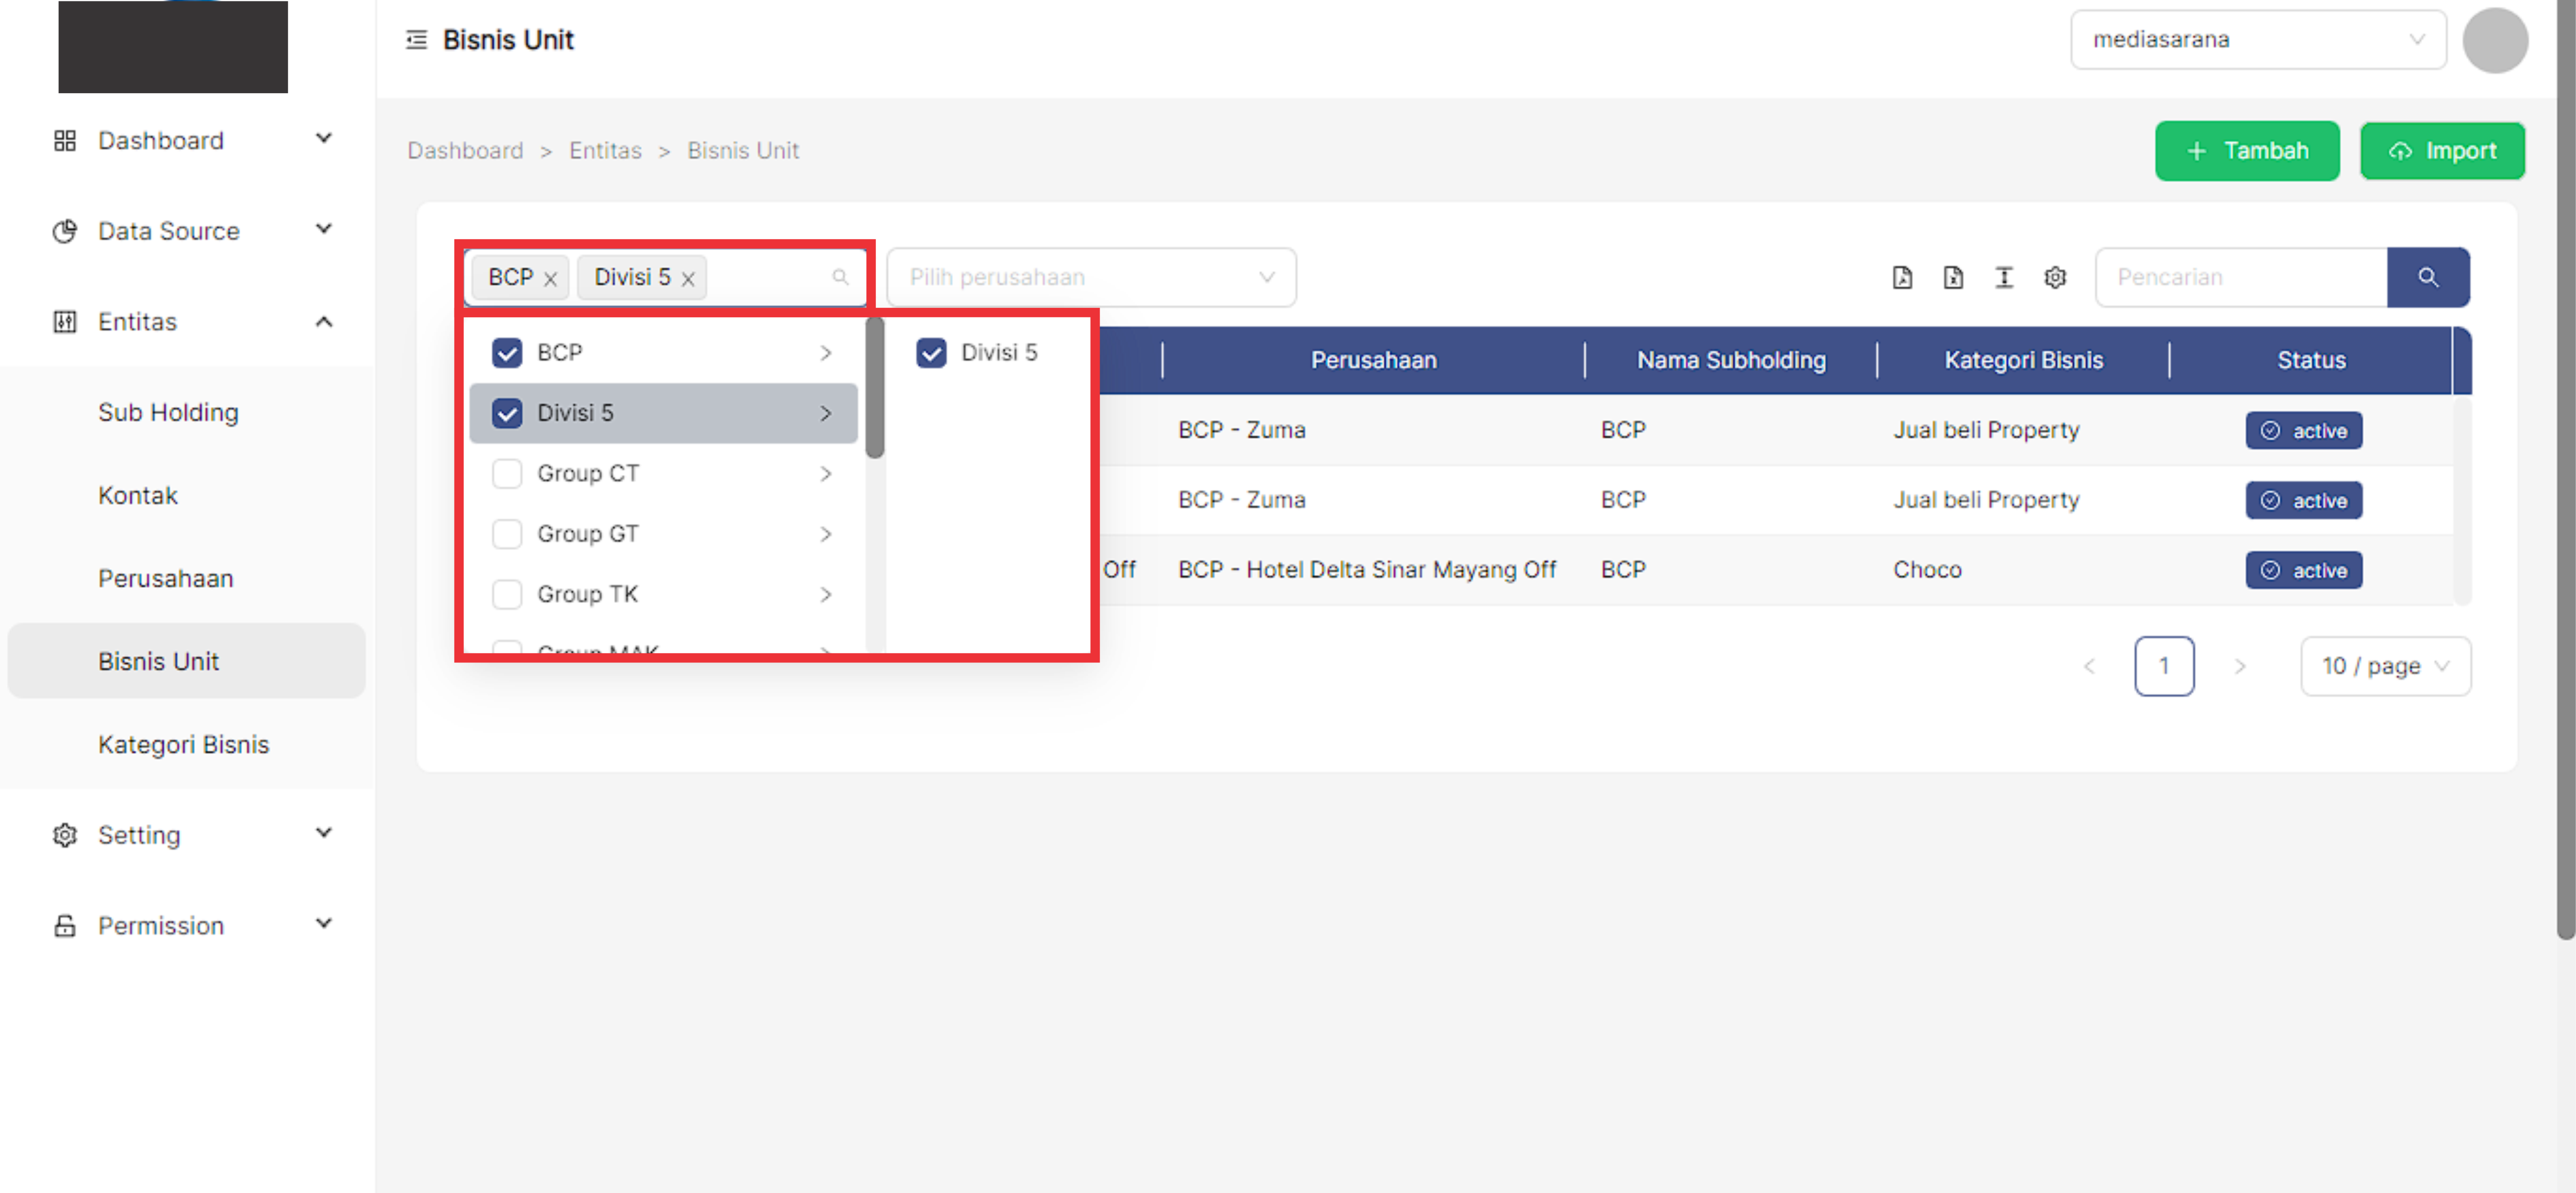 Bisnis Unit
mediasarana
Dashboard
Data Source
Entitas
Sub Holding
Kontak
Perusahaan
Bisnis Unit
Kategori Bisnis
Setting
Permission
Dashboard > Entitas > Bisnis Unit
+ Tambah
Import
BCP × Divisi 5 ×
Pilih perusahaan
Pencarian
BCP >
Divisi 5 >
Group CT >
Group GT >
Group TK >
Group MAK >
Divisi 5
Perusahaan Nama Subholding Kategori Bisnis Status
BCP - Zuma BCP Jual beli Property active
BCP - Zuma BCP Jual beli Property active
Off BCP - Hotel Delta Sinar Mayang Off BCP Choco active
< 1 > 10 / page